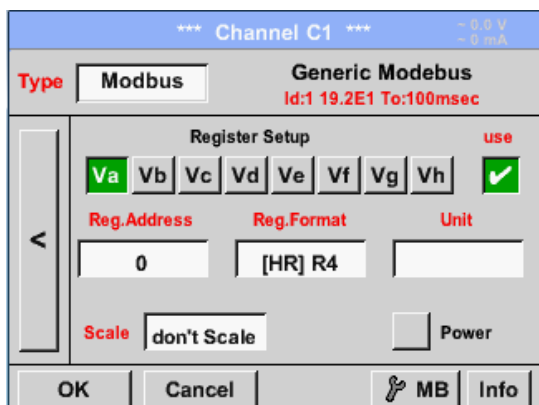 *** Channel C1 ***
~ 0.0 V
~ 0 mA
Type Modbus
Generic Modebus
Id:1 19.2E1 To:100msec
Register Setup
use
Va Vb Vc Vd Ve Vf Vg Vh
<
Reg.Address Reg.Format Unit
0 [HR] R4
Scale don't Scale Power
OK Cancel MB Info